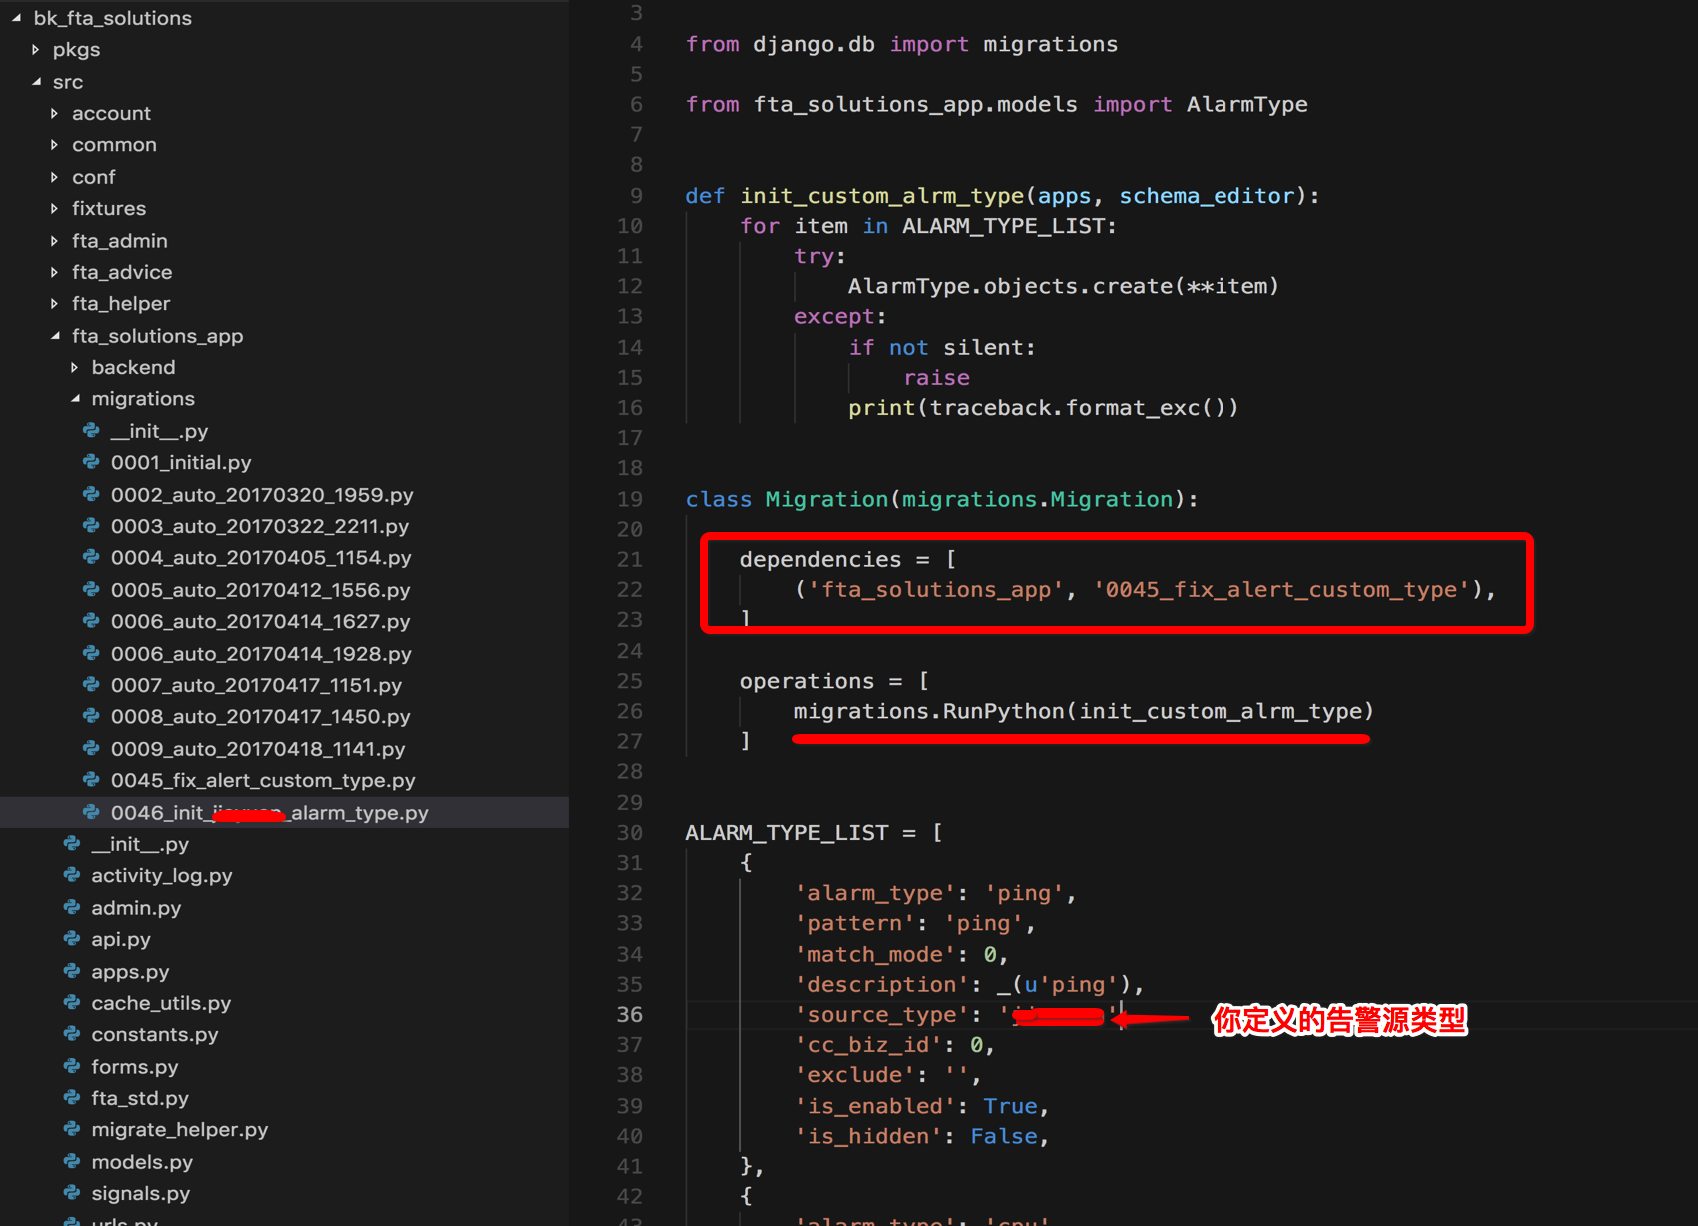 bk_fta_solutions
pkgs
src
account
common
conf
fixtures
fta_admin
fta_advice
fta_helper
fta_solutions_app
backend
migrations
__init__.py
0001_initial.py
0002_auto_20170320_1959.py
0003_auto_20170322_2211.py
0004_auto_20170405_1154.py
0005_auto_20170412_1556.py
0006_auto_20170414_1627.py
0006_auto_20170414_1928.py
0007_auto_20170417_1151.py
0008_auto_20170417_1450.py
0009_auto_20170418_1141.py
0045_fix_alert_custom_type.py
0046_init_ _alarm_type.py
__init__.py
activity_log.py
admin.py
api.py
apps.py
cache_utils.py
constants.py
forms.py
fta_std.py
migrate_helper.py
models.py
signals.py
urls.py
3
4 from django.db import migrations
5
6 from fta_solutions_app.models import AlarmType
7
8
9 def init_custom_alrm_type(apps, schema_editor):
10 for item in ALARM_TYPE_LIST:
11 try:
12 AlarmType.objects.create(**item)
13 except:
14 if not silent:
15 raise
16 print(traceback.format_exc())
17
18
19 class Migration(migrations.Migration):
20
21 dependencies = [
22 ('fta_solutions_app', '0045_fix_alert_custom_type'),
23 ]
24
25 operations = [
26 migrations.RunPython(init_custom_alrm_type)
27 ]
28
29
30 ALARM_TYPE_LIST = [
31 {
32 'alarm_type': 'ping',
33 'pattern': 'ping',
34 'match_mode': 0,
35 'description': _(u'ping'),
36 'source_type': ' ' 你定义的告警源类型
37 'cc_biz_id': 0,
38 'exclude': '',
39 'is_enabled': True,
40 'is_hidden': False,
41 },
42 {
43 'alarm_type': 'cpu'